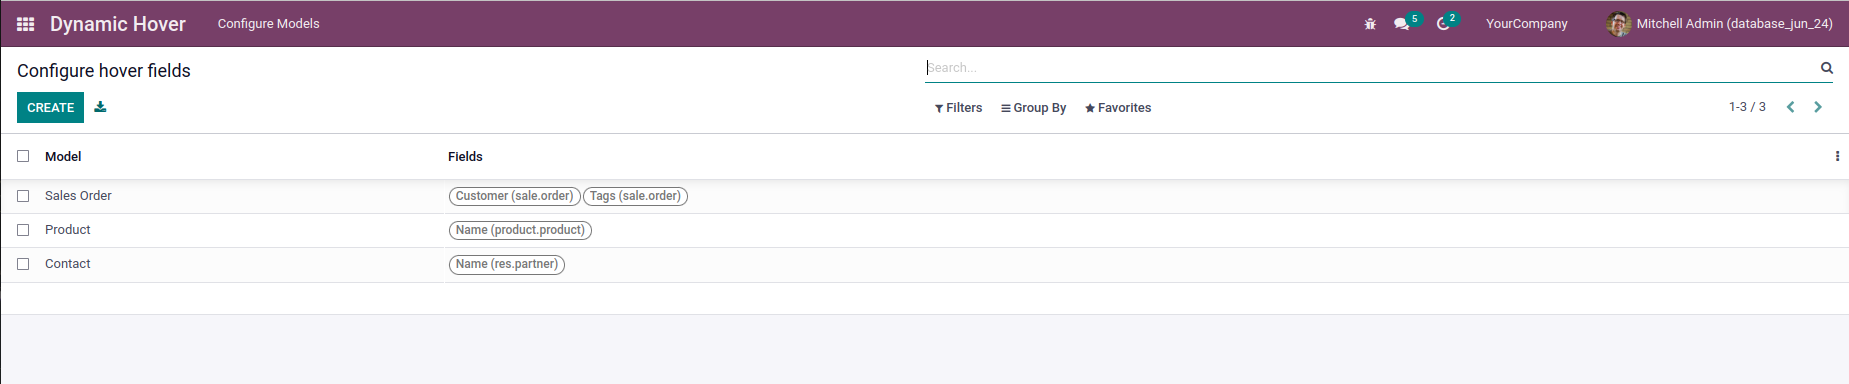 Dynamic Hover Configure Models 5 2 YourCompany Mitchell Admin (database_jun_24)
Configure hover fields Search...
CREATE Filters Group By Favorites 1-3 / 3
Model Fields
Sales Order Customer (sale.order) Tags (sale.order)
Product Name (product.product)
Contact Name (res.partner)